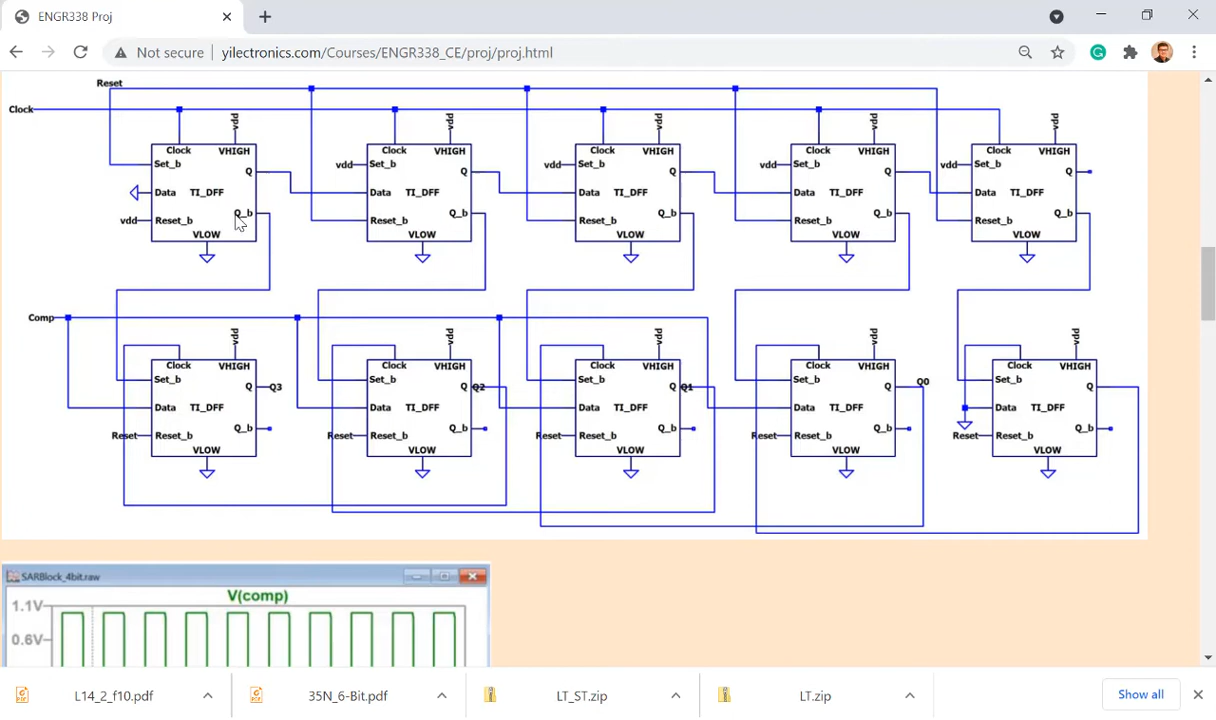 ENGR338 Proj
Not secure yilectronics.com/Courses/ENGR338_CE/proj/proj.html
Reset
Clock
vdd vdd vdd vdd vdd
Clock VHIGH Clock VHIGH Clock VHIGH Clock VHIGH Clock VHIGH
Set_b vdd Set_b vdd Set_b vdd Set_b vdd Set_b
Q Q Q Q Q
Data TI_DFF Data TI_DFF Data TI_DFF Data TI_DFF Data TI_DFF
vdd Reset_b Q_b Reset_b Q_b Reset_b Q_b Reset_b Q_b Reset_b Q_b
VLOW VLOW VLOW VLOW VLOW
Comp
vdd vdd vdd vdd vdd
Clock VHIGH Clock VHIGH Clock VHIGH Clock VHIGH Clock VHIGH
Set_b Q Q3 Set_b Q Q2 Set_b Q Q1 Set_b Q Q0 Set_b Q
Data TI_DFF Data TI_DFF Data TI_DFF Data TI_DFF Data TI_DFF
Reset Reset_b Q_b Reset Reset_b Q_b Reset Reset_b Q_b Reset Reset_b Q_b Reset Reset_b Q_b
VLOW VLOW VLOW VLOW VLOW
SARBlock_4bit.raw
V(comp)
1.1V
0.6V
L14_2_f10.pdf 35N_6-Bit.pdf LT_ST.zip LT.zip Show all